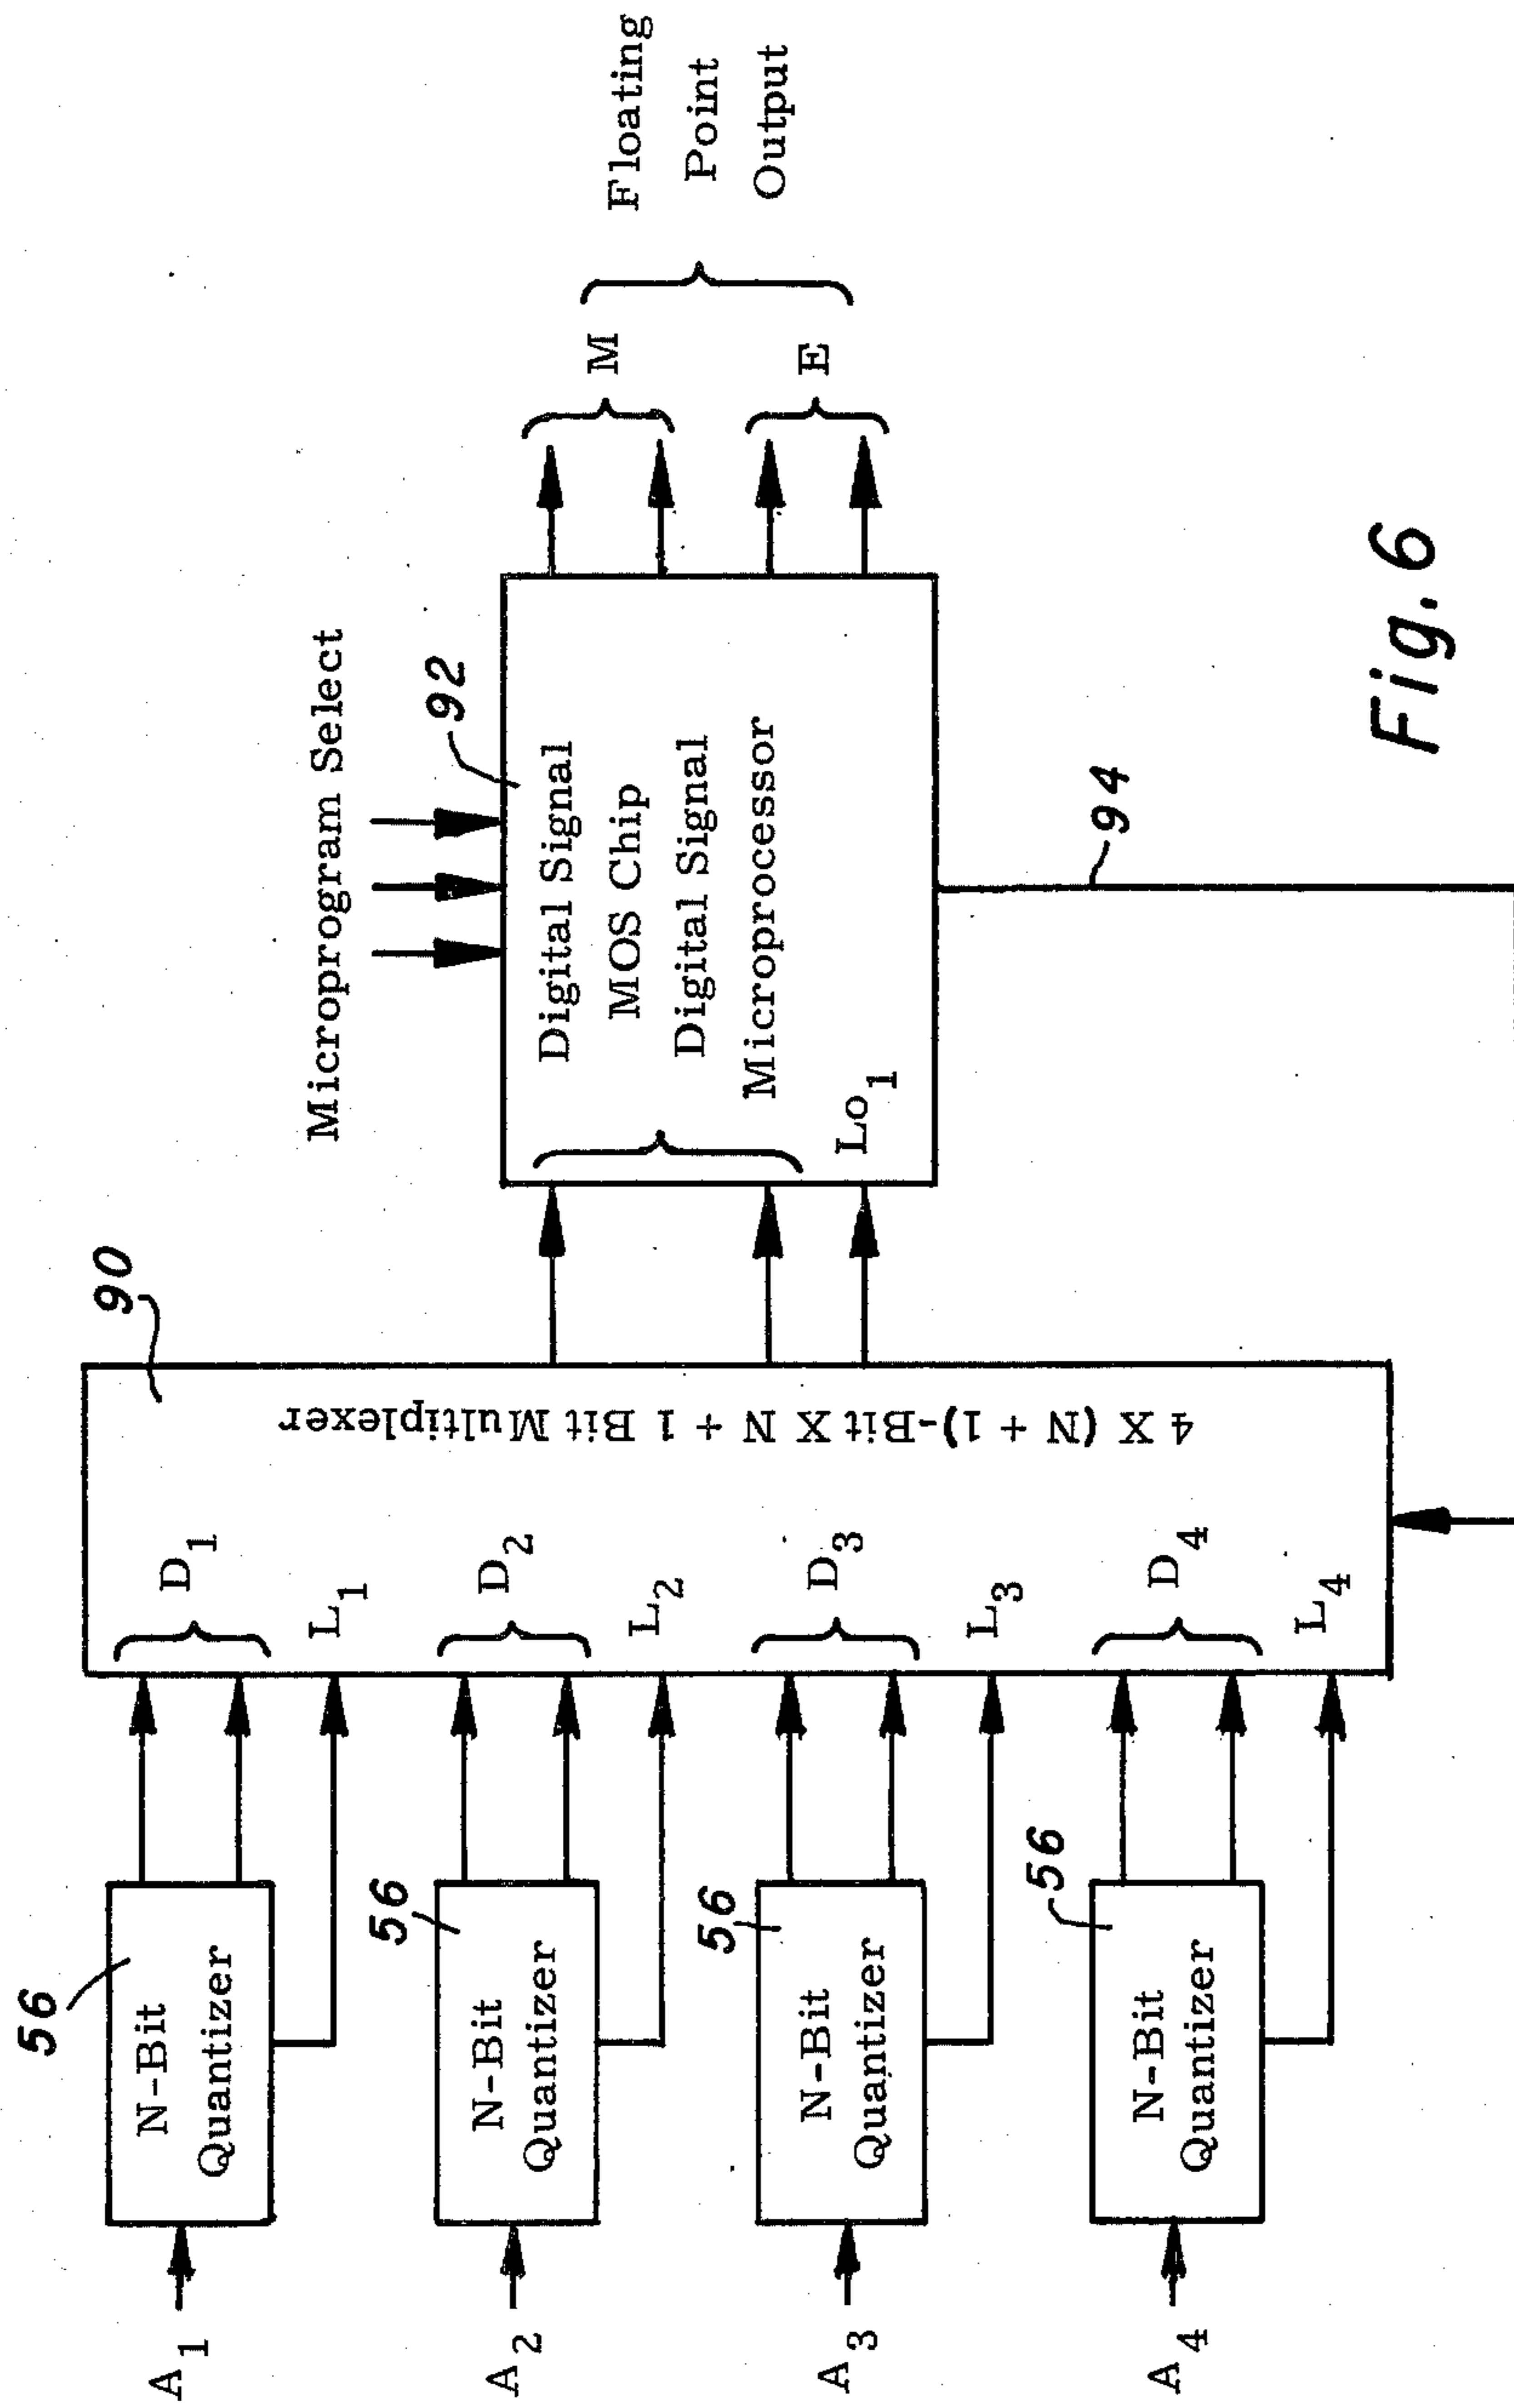 A1
A2
A3
A4
56
N-Bit
Quantizer
56
N-Bit
Quantizer
56
N-Bit
Quantizer
56
N-Bit
Quantizer
D1
L1
D2
L2
D3
L3
D4
L4
4 X (N + 1)-Bit X N + 1 Bit Multiplexer
90
Microprogram Select
92
Digital Signal
MOS Chip
Digital Signal
Microprocessor
Lo1
94
M
E
Floating
Point
Output
Fig. 6